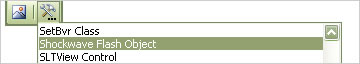 SetBvr Class
Shockwave Flash Object
SLTView Control